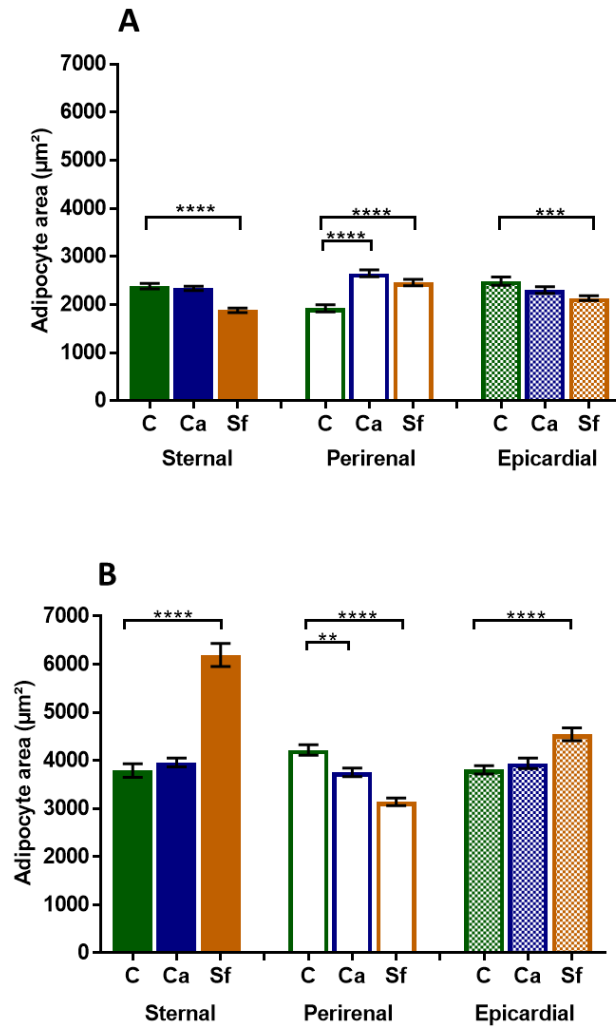 A
Adipocyte area (µm²)
7000
6000
5000
4000
3000
2000
1000
0
**** **** **** ***
C Ca Sf C Ca Sf C Ca Sf
Sternal Perirenal Epicardial
B
Adipocyte area (µm²)
7000
6000
5000
4000
3000
2000
1000
0
**** **** ** ****
C Ca Sf C Ca Sf C Ca Sf
Sternal Perirenal Epicardial